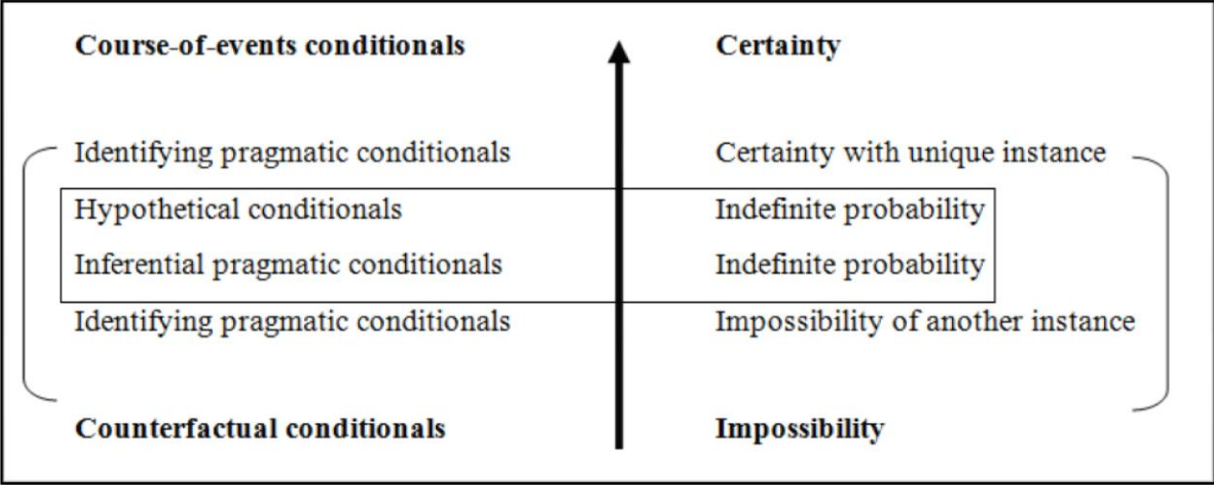 Course-of-events conditionals Certainty
Identifying pragmatic conditionals Certainty with unique instance
Hypothetical conditionals Indefinite probability
Inferential pragmatic conditionals Indefinite probability
Identifying pragmatic conditionals Impossibility of another instance
Counterfactual conditionals Impossibility